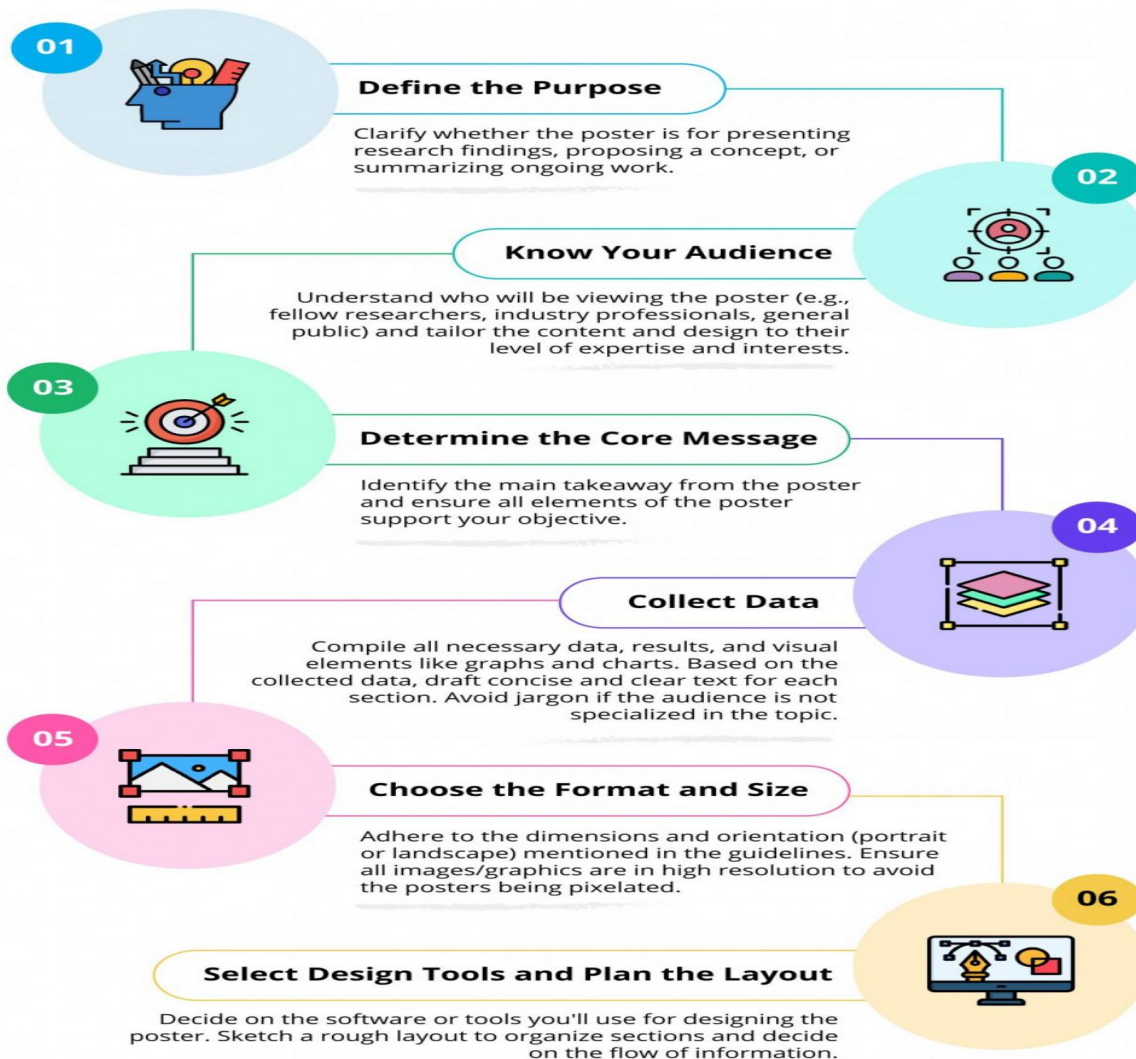 01
Define the Purpose
Clarify whether the poster is for presenting
research findings, proposing a concept, or
summarizing ongoing work.
02
Know Your Audience
Understand who will be viewing the poster (e.g.,
fellow researchers, industry professionals, general
public) and tailor the content and design to their
level of expertise and interests.
03
Determine the Core Message
Identify the main takeaway from the poster
and ensure all elements of the poster
support your objective.
04
Collect Data
Compile all necessary data, results, and visual
elements like graphs and charts. Based on the
collected data, draft concise and clear text for each
section. Avoid jargon if the audience is not
specialized in the topic.
05
Choose the Format and Size
Adhere to the dimensions and orientation (portrait
or landscape) mentioned in the guidelines. Ensure
all images/graphics are in high resolution to avoid
the posters being pixelated.
06
Select Design Tools and Plan the Layout
Decide on the software or tools you'll use for designing the
poster. Sketch a rough layout to organize sections and decide
on the flow of information.